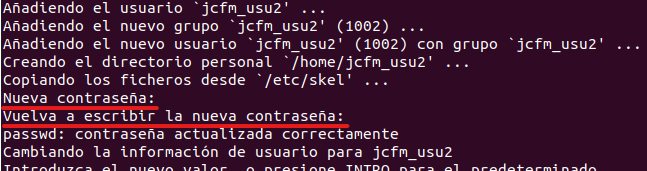 Añadiendo el usuario `jcfm_usu2' ...
Añadiendo el nuevo grupo `jcfm_usu2' (1002) ...
Añadiendo el nuevo usuario `jcfm_usu2' (1002) con grupo `jcfm_usu2' ...
Creando el directorio personal `/home/jcfm_usu2' ...
Copiando los ficheros desde `/etc/skel' ...
Nueva contraseña:
Vuelva a escribir la nueva contraseña:
passwd: contraseña actualizada correctamente
Cambiando la información de usuario para jcfm_usu2
Introduzca el nuevo valor, o presione INTRO para el predeterminado